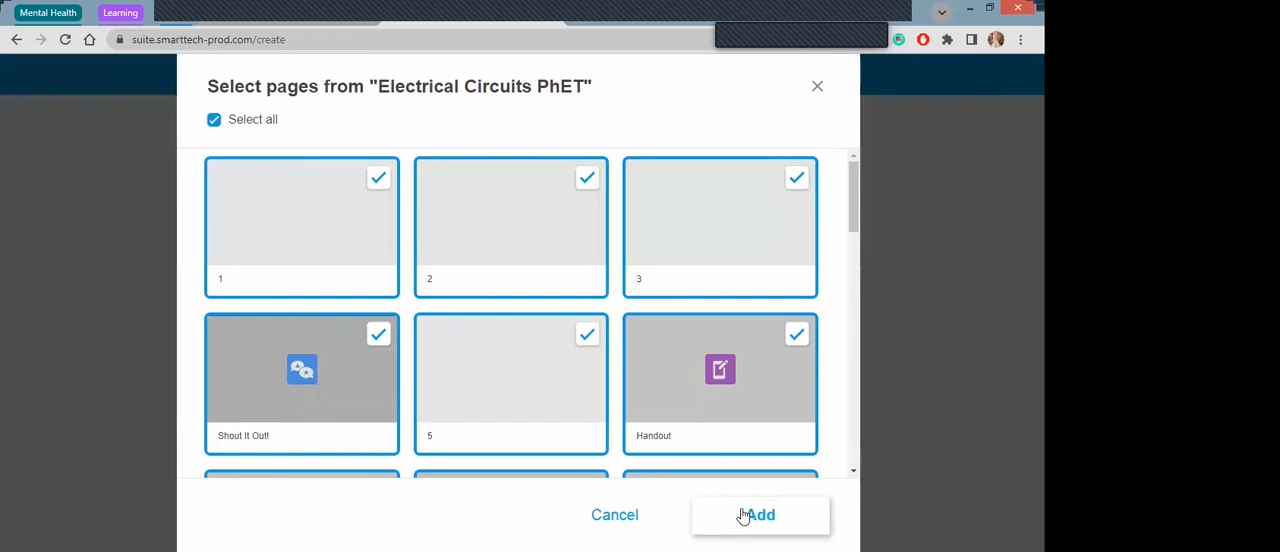 Mental Health
Learning
suite.smarttech-prod.com/create
Select pages from "Electrical Circuits PhET"
Select all
1
2
3
Shout It Out!
5
Handout
Cancel
Add